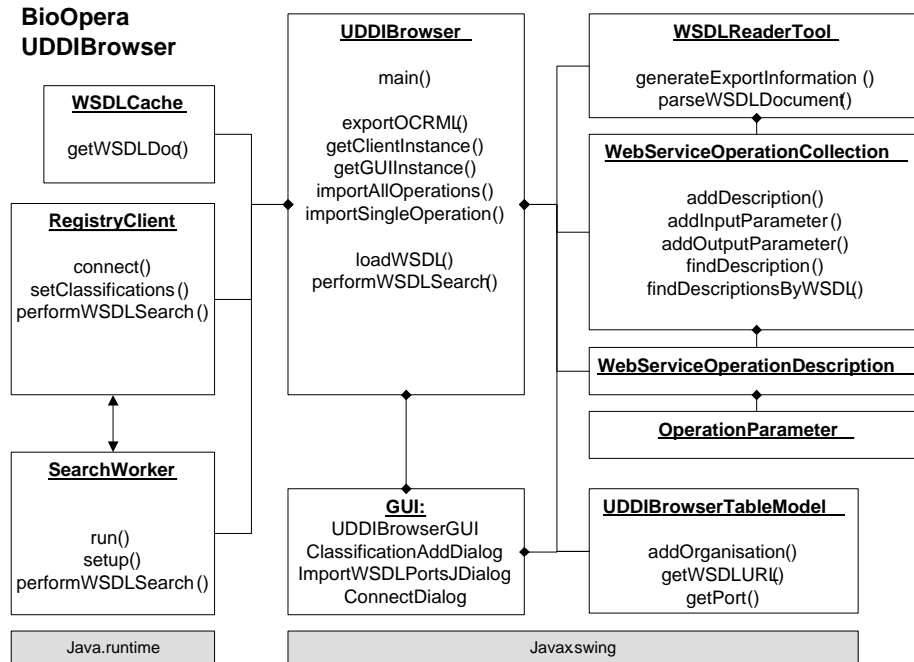 BioOpera
UDDIBrowser
WSDLCache
getWSDLDoc()
RegistryClient
connect()
setClassifications()
performWSDLSearch()
SearchWorker
run()
setup()
performWSDLSearch()
Java.runtime
UDDIBrowser
main()
exportOCRML()
getClientInstance()
getGUIInstance()
importAllOperations()
importSingleOperation()
loadWSDL()
performWSDLSearch()
GUI:
UDDIBrowserGUI
ClassificationAddDialog
ImportWSDLPortsJDialog
ConnectDialog
WSDLReaderTool
generateExportInformation ()
parseWSDLDocument()
WebServiceOperationCollection
addDescription()
addInputParameter()
addOutputParameter()
findDescription()
findDescriptionsByWSDL()
WebServiceOperationDescription
OperationParameter
UDDIBrowserTableModel
addOrganisation()
getWSDLURL()
getPort()
Javax.swing